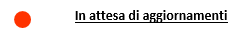 In attesa di aggiornamenti